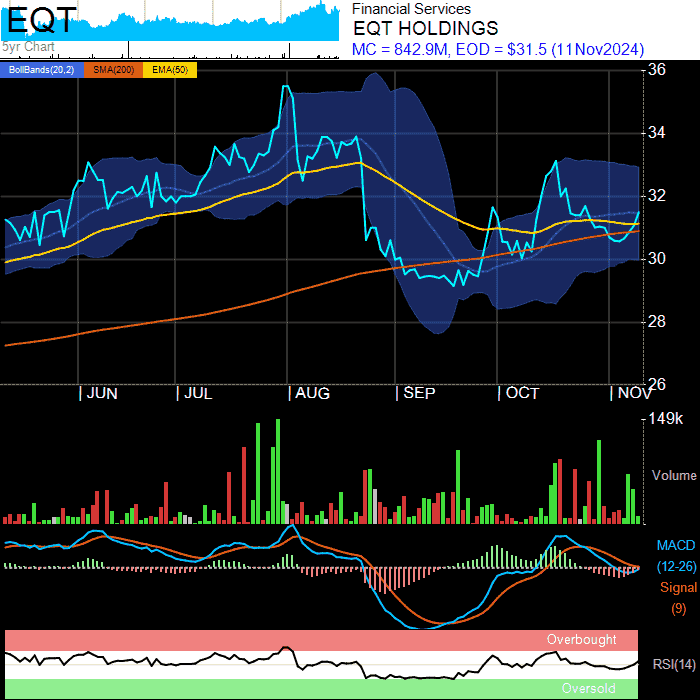 EQT
5yr Chart
Financial Services
EQT HOLDINGS
MC = 842.9M, EOD = $31.5 (11Nov2024)
BollBands(20,2) SMA(200) EMA(50)
36
34
32
30
28
26
| JUN | JUL | AUG | SEP | OCT | NOV
149k
Volume
MACD
(12-26)
Signal
(9)
Overbought
RSI(14)
Oversold